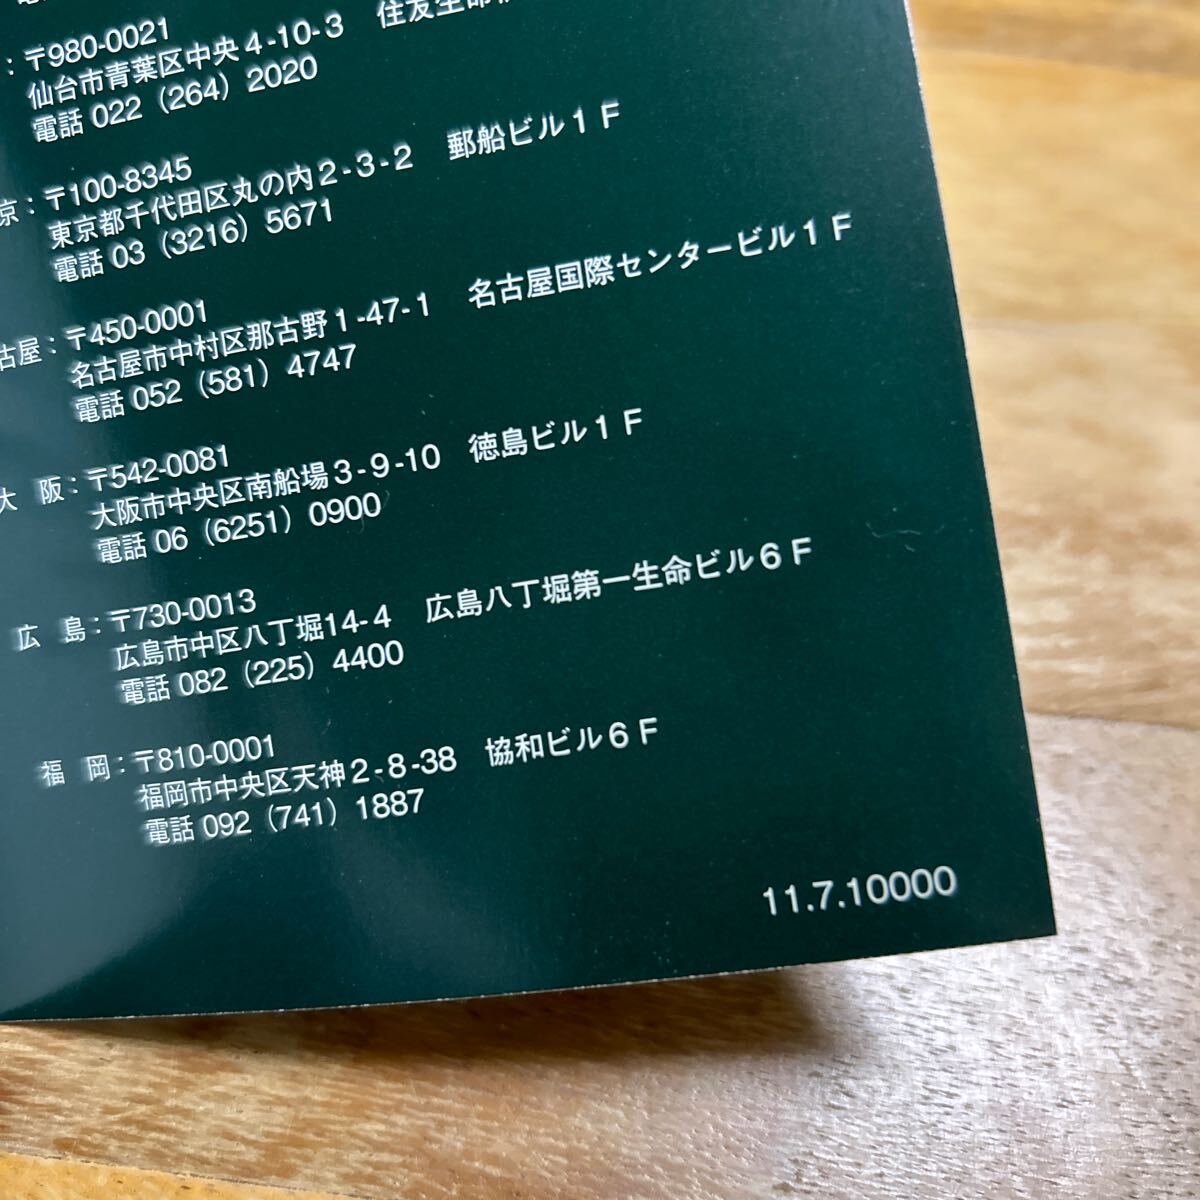 ：〒980-0021
仙台市青葉区中央4-10-3　住友生命
電話 022（264）2020
京：〒100-8345
東京都千代田区丸の内2-3-2　郵船ビル1F
電話 03（3216）5671
古屋：〒450-0001
名古屋市中村区那古野1-47-1　名古屋国際センタービル1F
電話 052（581）4747
大　阪：〒542-0081
大阪市中央区南船場3-9-10　徳島ビル1F
電話 06（6251）0900
広　島：〒730-0013
広島市中区八丁堀14-4　広島八丁堀第一生命ビル6F
電話 082（225）4400
福　岡：〒810-0001
福岡市中央区天神2-8-38　協和ビル6F
電話 092（741）1887
11.7.10000